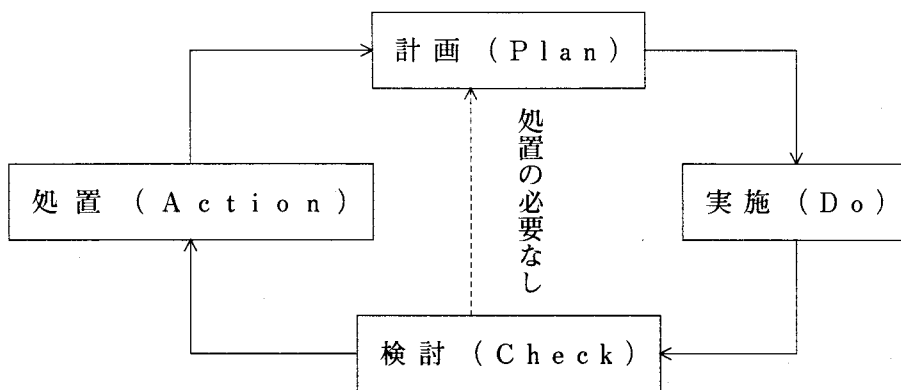 計画（Plan）
処置の必要なし
処置（Action）
実施（Do）
検討（Check）